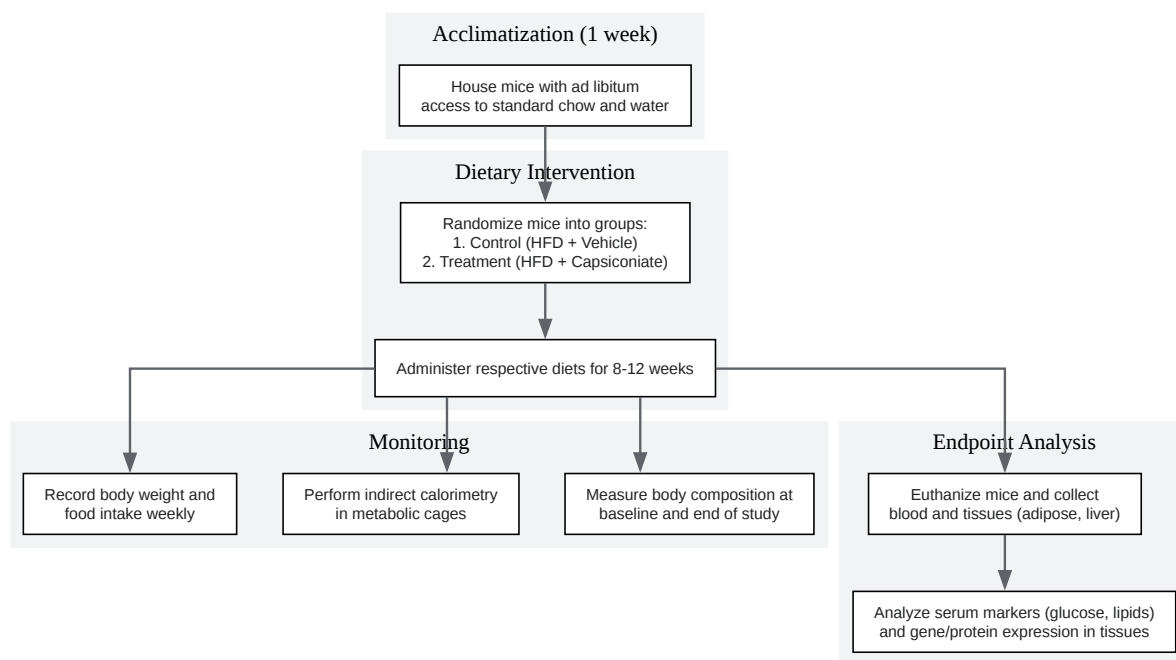 Acclimatization (1 week)
House mice with ad libitum
access to standard chow and water
Dietary Intervention
Randomize mice into groups:
1. Control (HFD + Vehicle)
2. Treatment (HFD + Capsiconiate)
Administer respective diets for 8-12 weeks
Monitoring
Record body weight and
food intake weekly
Perform indirect calorimetry
in metabolic cages
Measure body composition at
baseline and end of study
Endpoint Analysis
Euthanize mice and collect
blood and tissues (adipose, liver)
Analyze serum markers (glucose, lipids)
and gene/protein expression in tissues